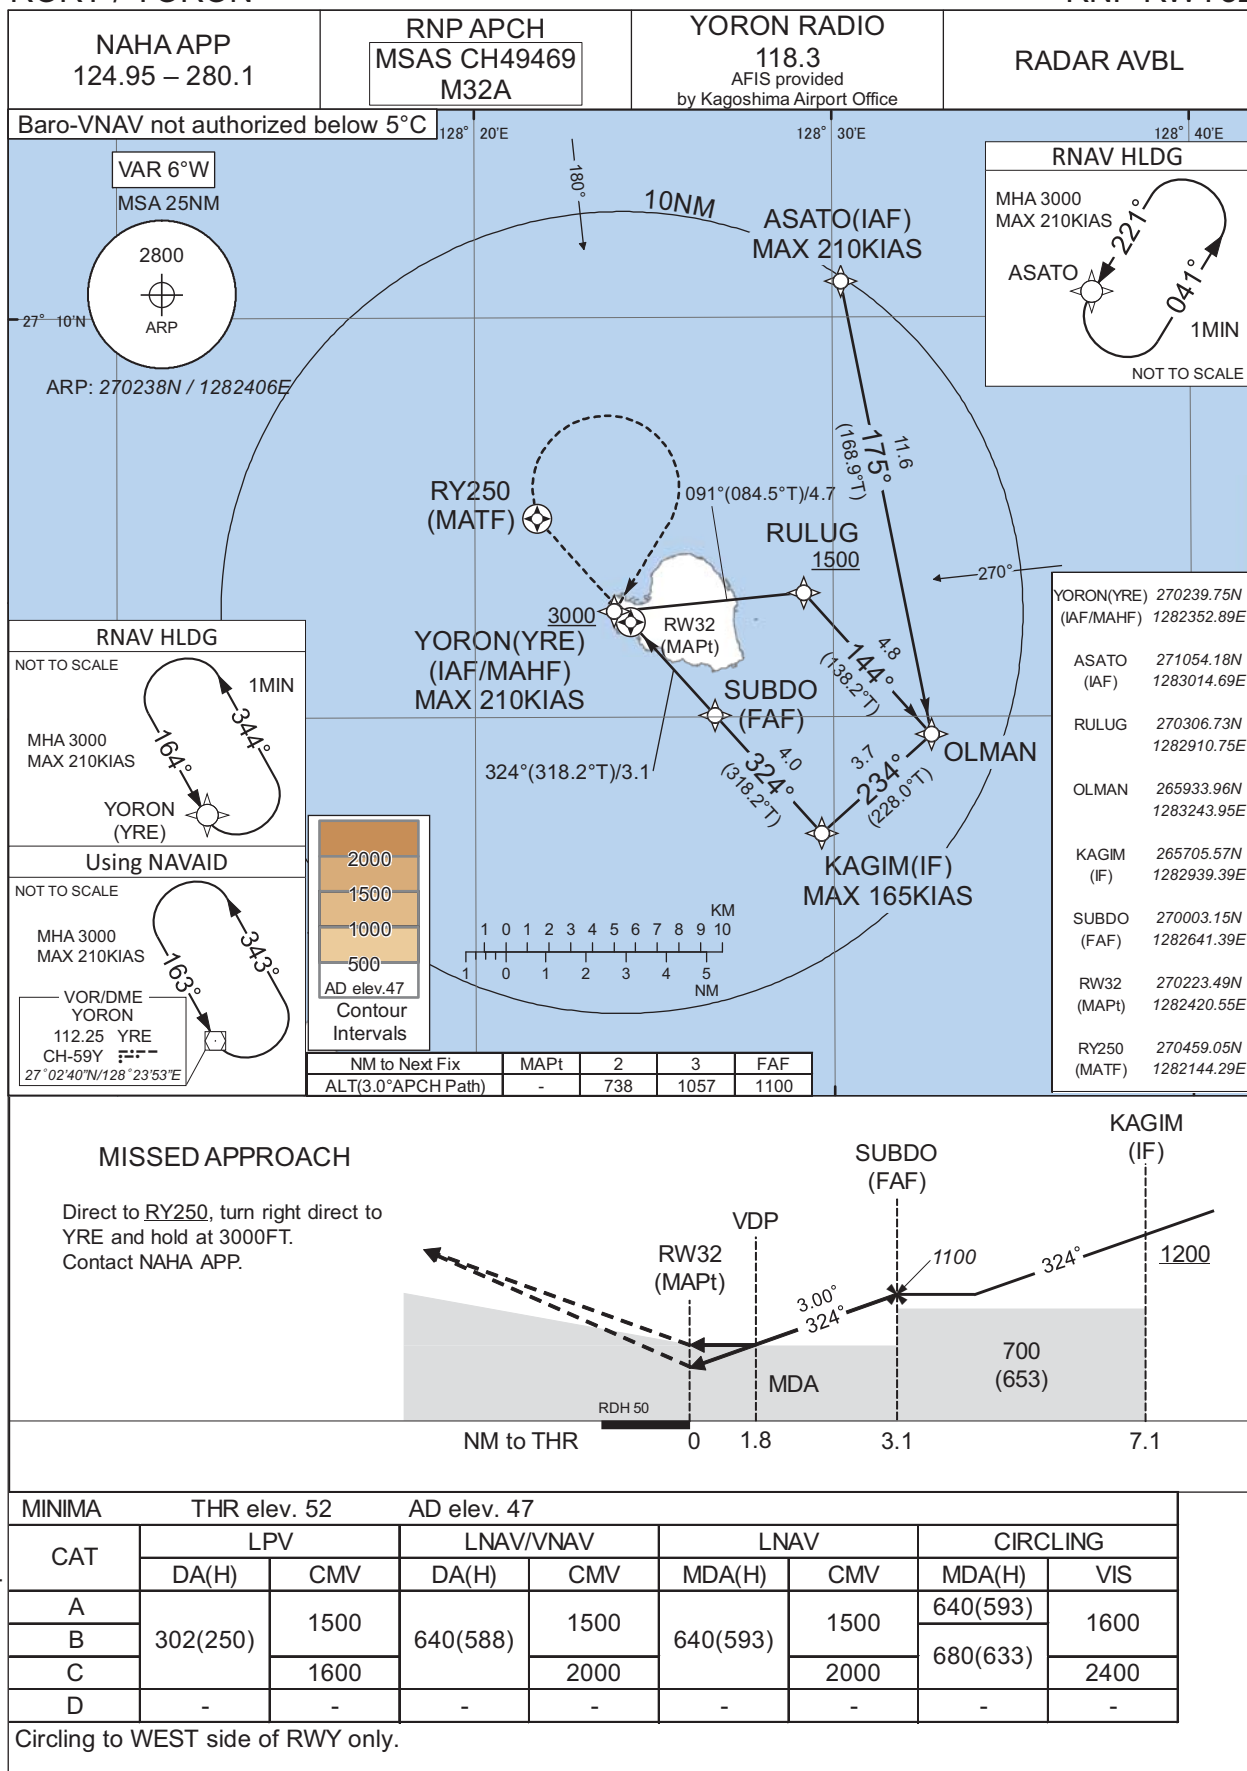 NAHA APP
124.95 – 280.1
RNP APCH
MSAS CH49469
M32A
YORON RADIO
118.3
AFIS provided
by Kagoshima Airport Office
RADAR AVBL
Baro-VNAV not authorized below 5°C
128° 20'E
128° 30'E
128° 40'E
VAR 6°W
MSA 25NM
2800
ARP
ARP: 270238N / 1282406E
27° 10'N
180°
10NM
ASATO(IAF)
MAX 210KIAS
RNAV HLDG
MHA 3000
MAX 210KIAS
ASATO
221°
041°
1MIN
NOT TO SCALE
11.6
175°
(168.9°T)
RY250
(MATF)
091°(084.5°T)/4.7
RULUG
1500
270°
3000
RW32
(MAPt)
YORON(YRE)
(IAF/MAHF)
MAX 210KIAS
4.8
144°
(138.2°T)
SUBDO
(FAF)
OLMAN
324°(318.2°T)/3.1
4.0
324°
(318.2°T)
3.7
234°
(228.0°T)
KAGIM(IF)
MAX 165KIAS
RNAV HLDG
NOT TO SCALE
1MIN
344°
164°
MHA 3000
MAX 210KIAS
YORON
(YRE)
Using NAVAID
NOT TO SCALE
MHA 3000
MAX 210KIAS
343°
163°
VOR/DME
YORON
112.25 YRE
CH-59Y
27°02'40"N/128°23'53"E
2000
1500
1000
500
AD elev.47
Contour
Intervals
KM
1 0 1 2 3 4 5 6 7 8 9 10
1 0 1 2 3 4 5
NM
YORON(YRE) 270239.75N
(IAF/MAHF) 1282352.89E
ASATO 271054.18N
(IAF) 1283014.69E
RULUG 270306.73N
1282910.75E
OLMAN 265933.96N
1283243.95E
KAGIM 265705.57N
(IF) 1282939.39E
SUBDO 270003.15N
(FAF) 1282641.39E
RW32 270223.49N
(MAPt) 1282420.55E
RY250 270459.05N
(MATF) 1282144.29E
NM to Next Fix MAPt 2 3 FAF
ALT(3.0°APCH Path) - 738 1057 1100
MISSED APPROACH
Direct to RY250, turn right direct to
YRE and hold at 3000FT.
Contact NAHA APP.
KAGIM
(IF)
SUBDO
(FAF)
VDP
RW32
(MAPt)
1100
1200
324°
3.00°
324°
700
(653)
MDA
RDH 50
NM to THR 0 1.8 3.1 7.1
MINIMA THR elev. 52 AD elev. 47
CAT LPV LNAV/VNAV LNAV CIRCLING
DA(H) CMV DA(H) CMV MDA(H) CMV MDA(H) VIS
A 302(250) 1500 640(588) 1500 640(593) 1500 640(593) 1600
B 680(633)
C 1600 2000 2000 2400
D - - - - - - - -
Circling to WEST side of RWY only.